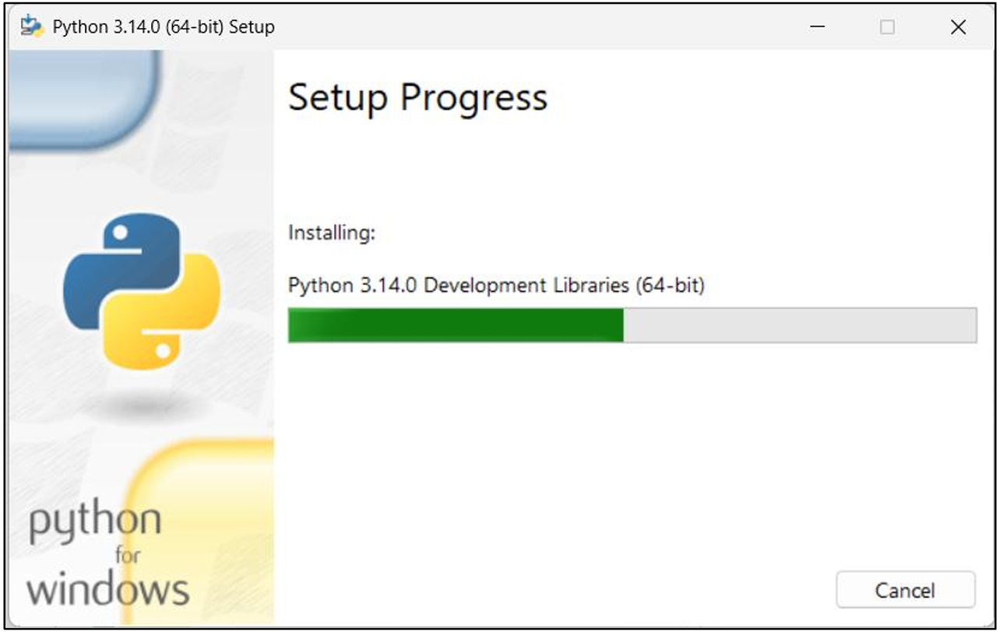 Python 3.14.0 (64-bit) Setup
Setup Progress
Installing:
Python 3.14.0 Development Libraries (64-bit)
python
for
windows
Cancel